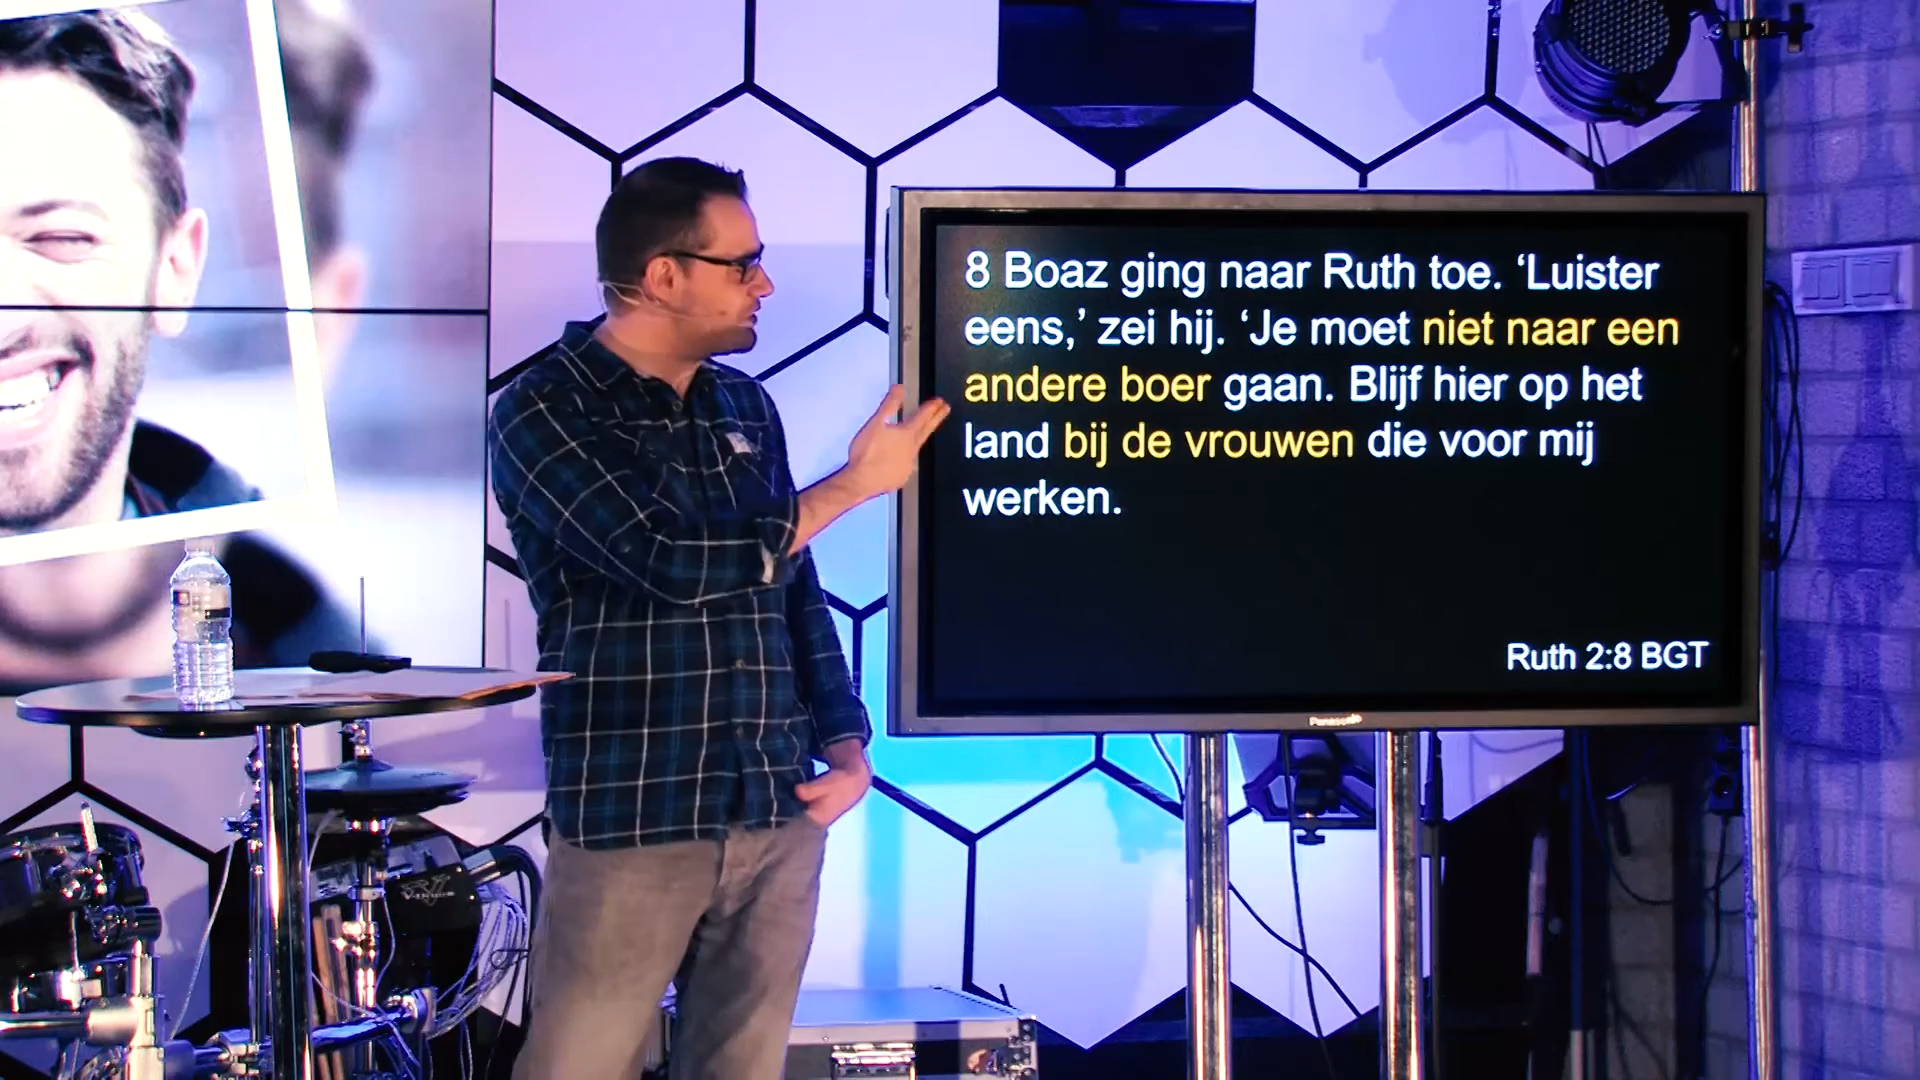 8 Boaz ging naar Ruth toe. ‘Luister
eens,’ zei hij. ‘Je moet niet naar een
andere boer gaan. Blijf hier op het
land bij de vrouwen die voor mij
werken.
Ruth 2:8 BGT
Panasonic